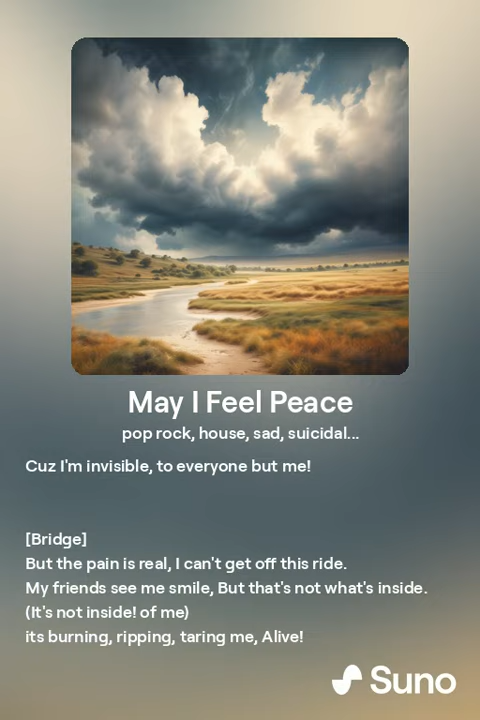 May I Feel Peace
pop rock, house, sad, suicidal...
Cuz I'm invisible, to everyone but me!
[Bridge]
But the pain is real, I can't get off this ride.
My friends see me smile, But that's not what's inside.
(It's not inside! of me)
its burning, ripping, taring me, Alive!
Suno